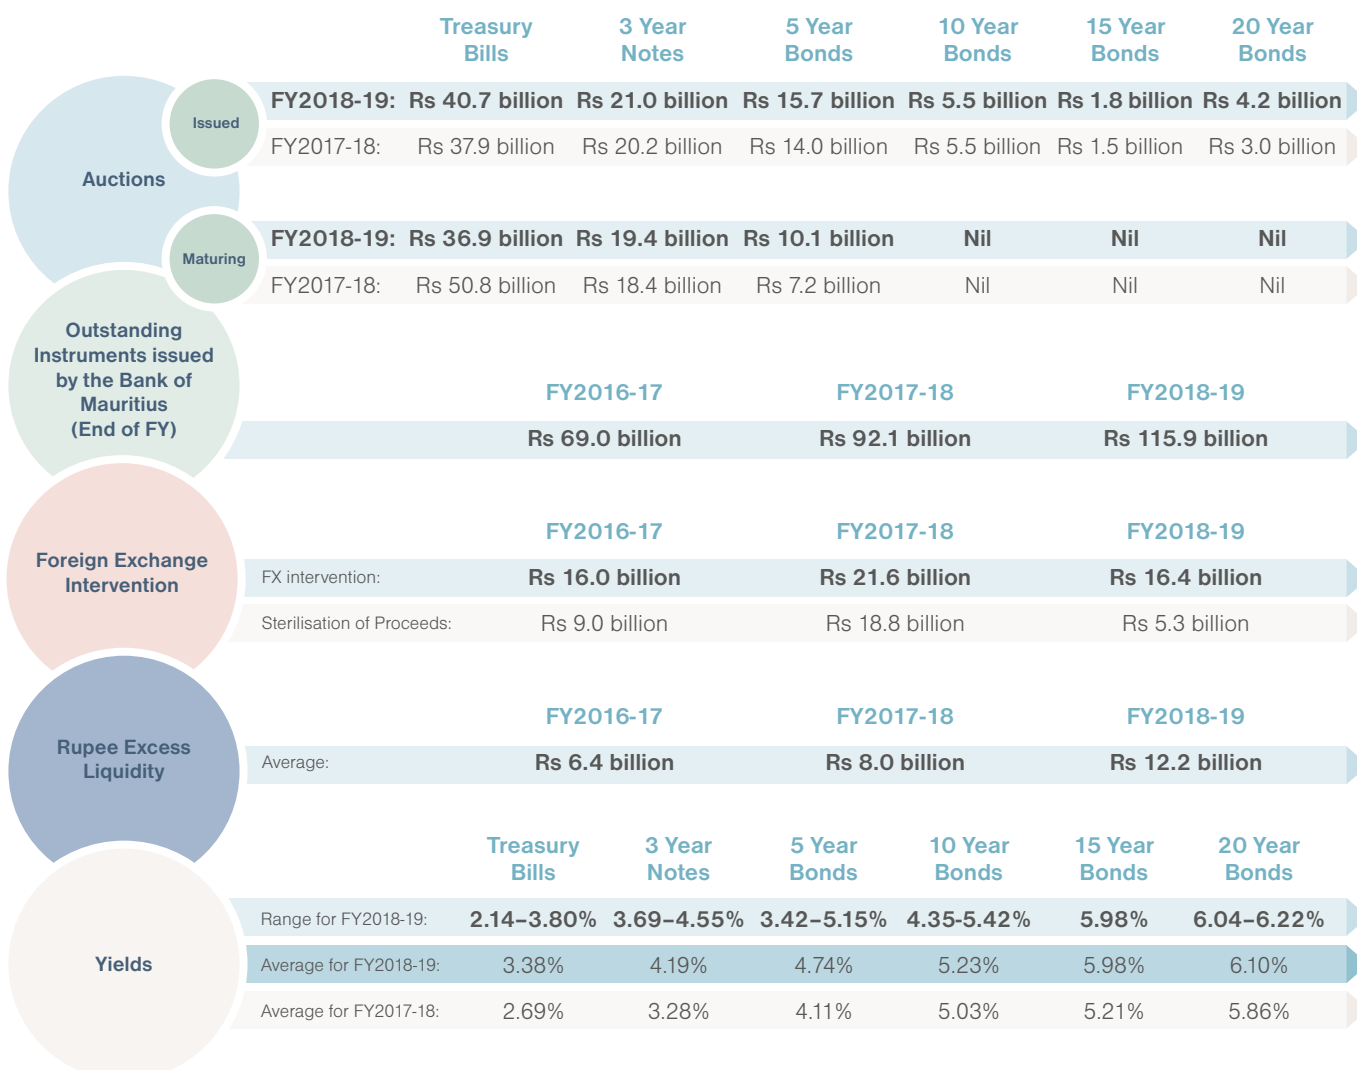 Treasury Bills 3 Year Notes 5 Year Bonds 10 Year Bonds 15 Year Bonds 20 Year Bonds
Auctions
Issued
FY2018-19: Rs 40.7 billion Rs 21.0 billion Rs 15.7 billion Rs 5.5 billion Rs 1.8 billion Rs 4.2 billion
FY2017-18: Rs 37.9 billion Rs 20.2 billion Rs 14.0 billion Rs 5.5 billion Rs 1.5 billion Rs 3.0 billion
Maturing
FY2018-19: Rs 36.9 billion Rs 19.4 billion Rs 10.1 billion Nil Nil Nil
FY2017-18: Rs 50.8 billion Rs 18.4 billion Rs 7.2 billion Nil Nil Nil
Outstanding
Instruments issued
by the Bank of
Mauritius
(End of FY)
FY2016-17 FY2017-18 FY2018-19
Rs 69.0 billion Rs 92.1 billion Rs 115.9 billion
Foreign Exchange
Intervention
FY2016-17 FY2017-18 FY2018-19
FX intervention: Rs 16.0 billion Rs 21.6 billion Rs 16.4 billion
Sterilisation of Proceeds: Rs 9.0 billion Rs 18.8 billion Rs 5.3 billion
Rupee Excess
Liquidity
FY2016-17 FY2017-18 FY2018-19
Average: Rs 6.4 billion Rs 8.0 billion Rs 12.2 billion
Yields
Treasury Bills 3 Year Notes 5 Year Bonds 10 Year Bonds 15 Year Bonds 20 Year Bonds
Range for FY2018-19: 2.14–3.80% 3.69–4.55% 3.42–5.15% 4.35-5.42% 5.98% 6.04–6.22%
Average for FY2018-19: 3.38% 4.19% 4.74% 5.23% 5.98% 6.10%
Average for FY2017-18: 2.69% 3.28% 4.11% 5.03% 5.21% 5.86%